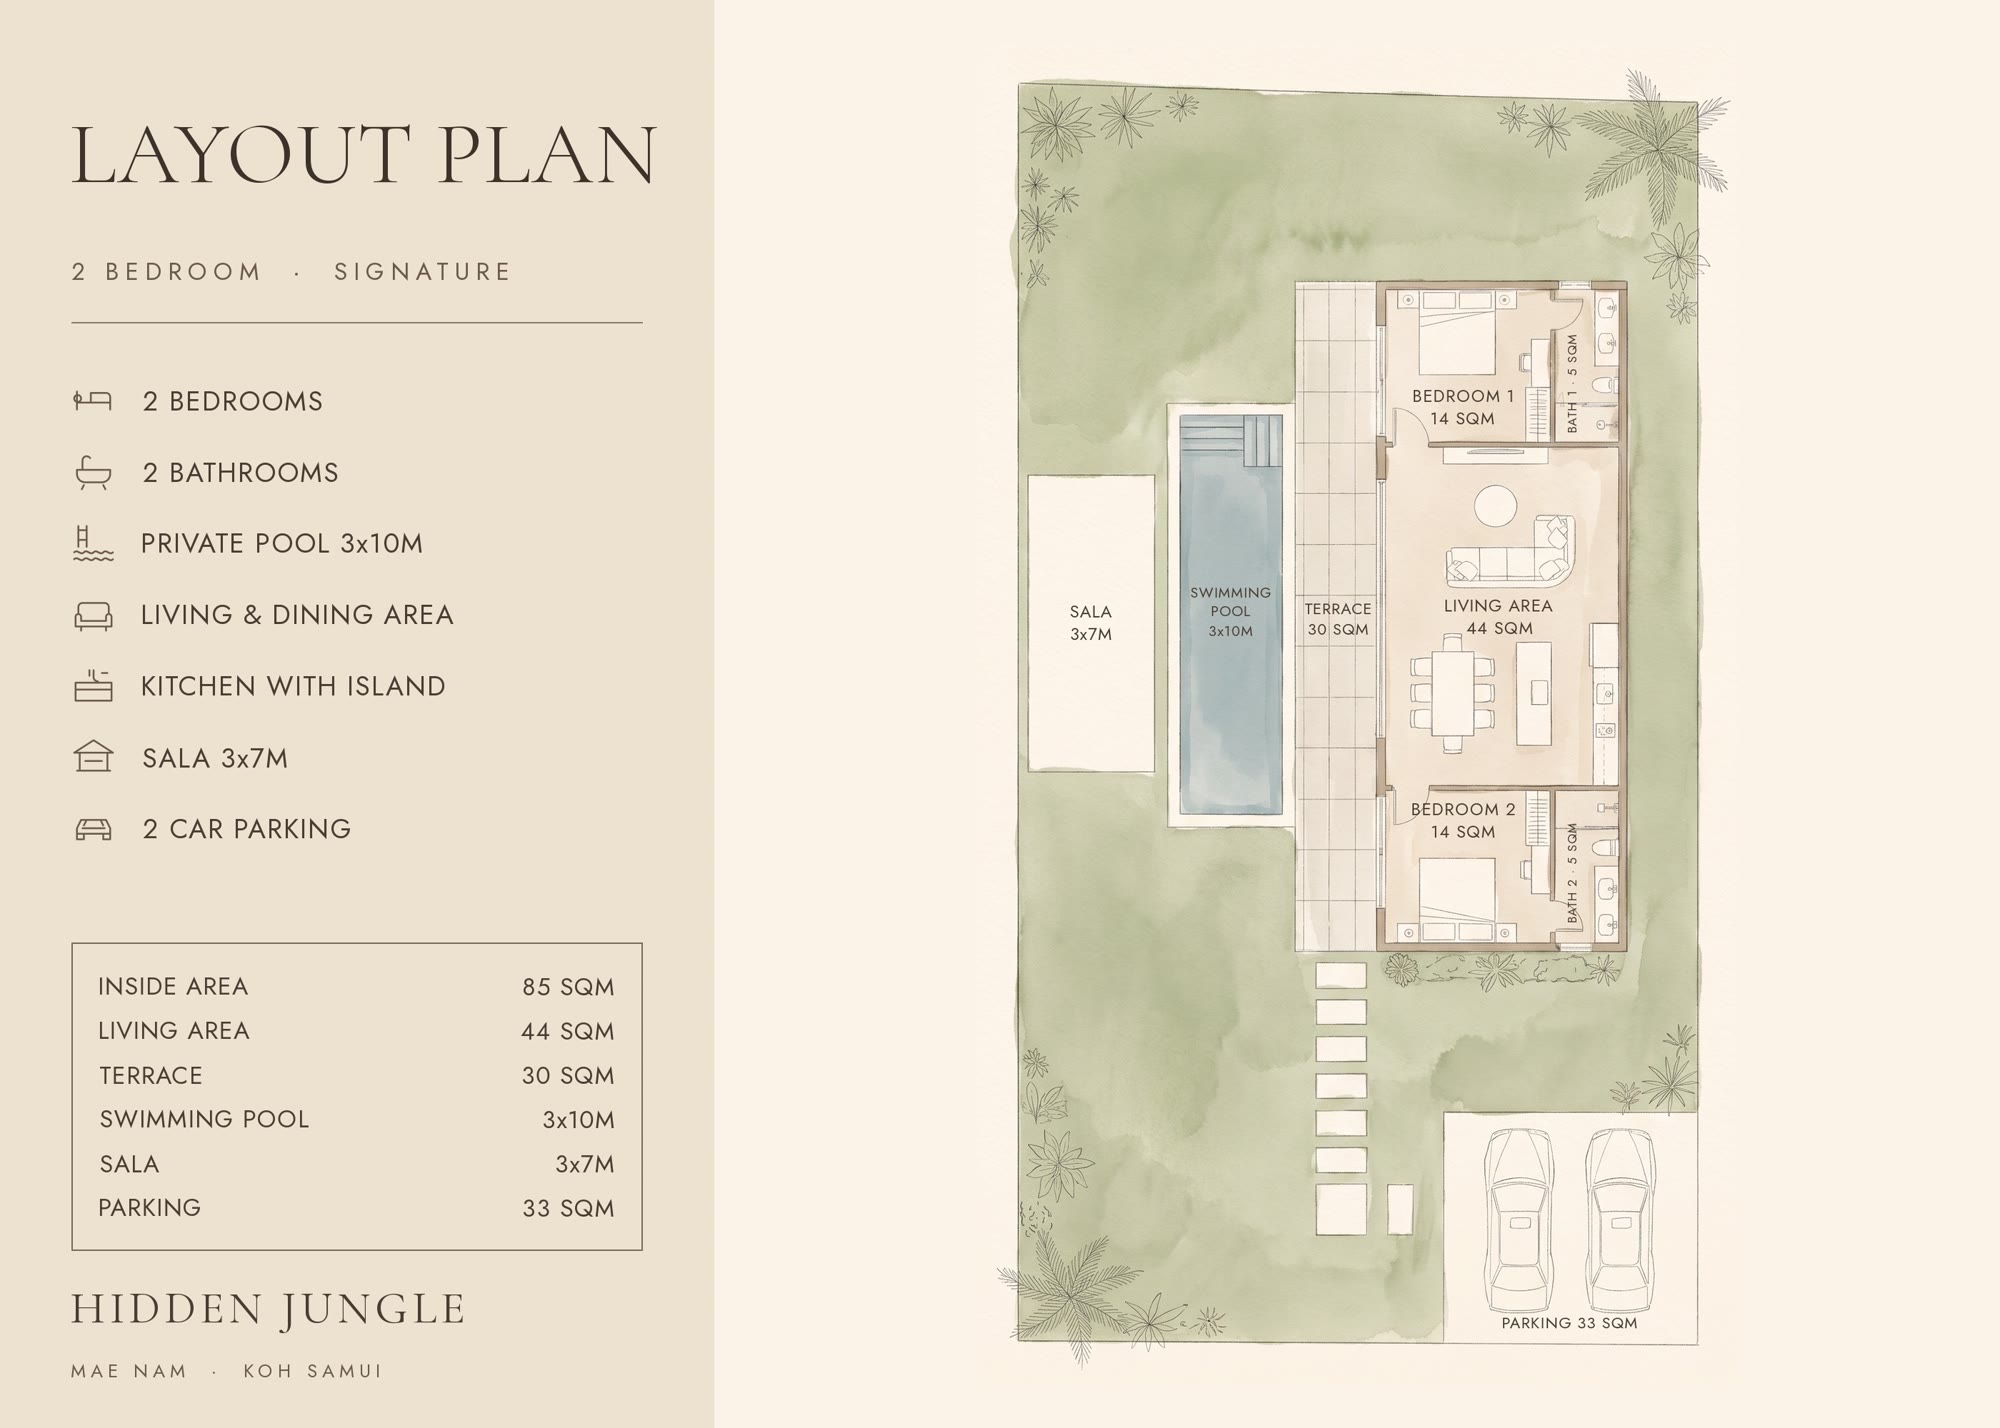 LAYOUT PLAN
2 BEDROOM · SIGNATURE
2 BEDROOMS
2 BATHROOMS
PRIVATE POOL 3x10M
LIVING & DINING AREA
KITCHEN WITH ISLAND
SALA 3x7M
2 CAR PARKING
INSIDE AREA 85 SQM
LIVING AREA 44 SQM
TERRACE 30 SQM
SWIMMING POOL 3x10M
SALA 3x7M
PARKING 33 SQM
HIDDEN JUNGLE
MAE NAM · KOH SAMUI
BEDROOM 1
14 SQM
BATH 1 · 5 SQM
SALA
3x7M
SWIMMING
POOL
3x10M
TERRACE
30 SQM
LIVING AREA
44 SQM
BEDROOM 2
14 SQM
BATH 2 · 5 SQM
PARKING 33 SQM